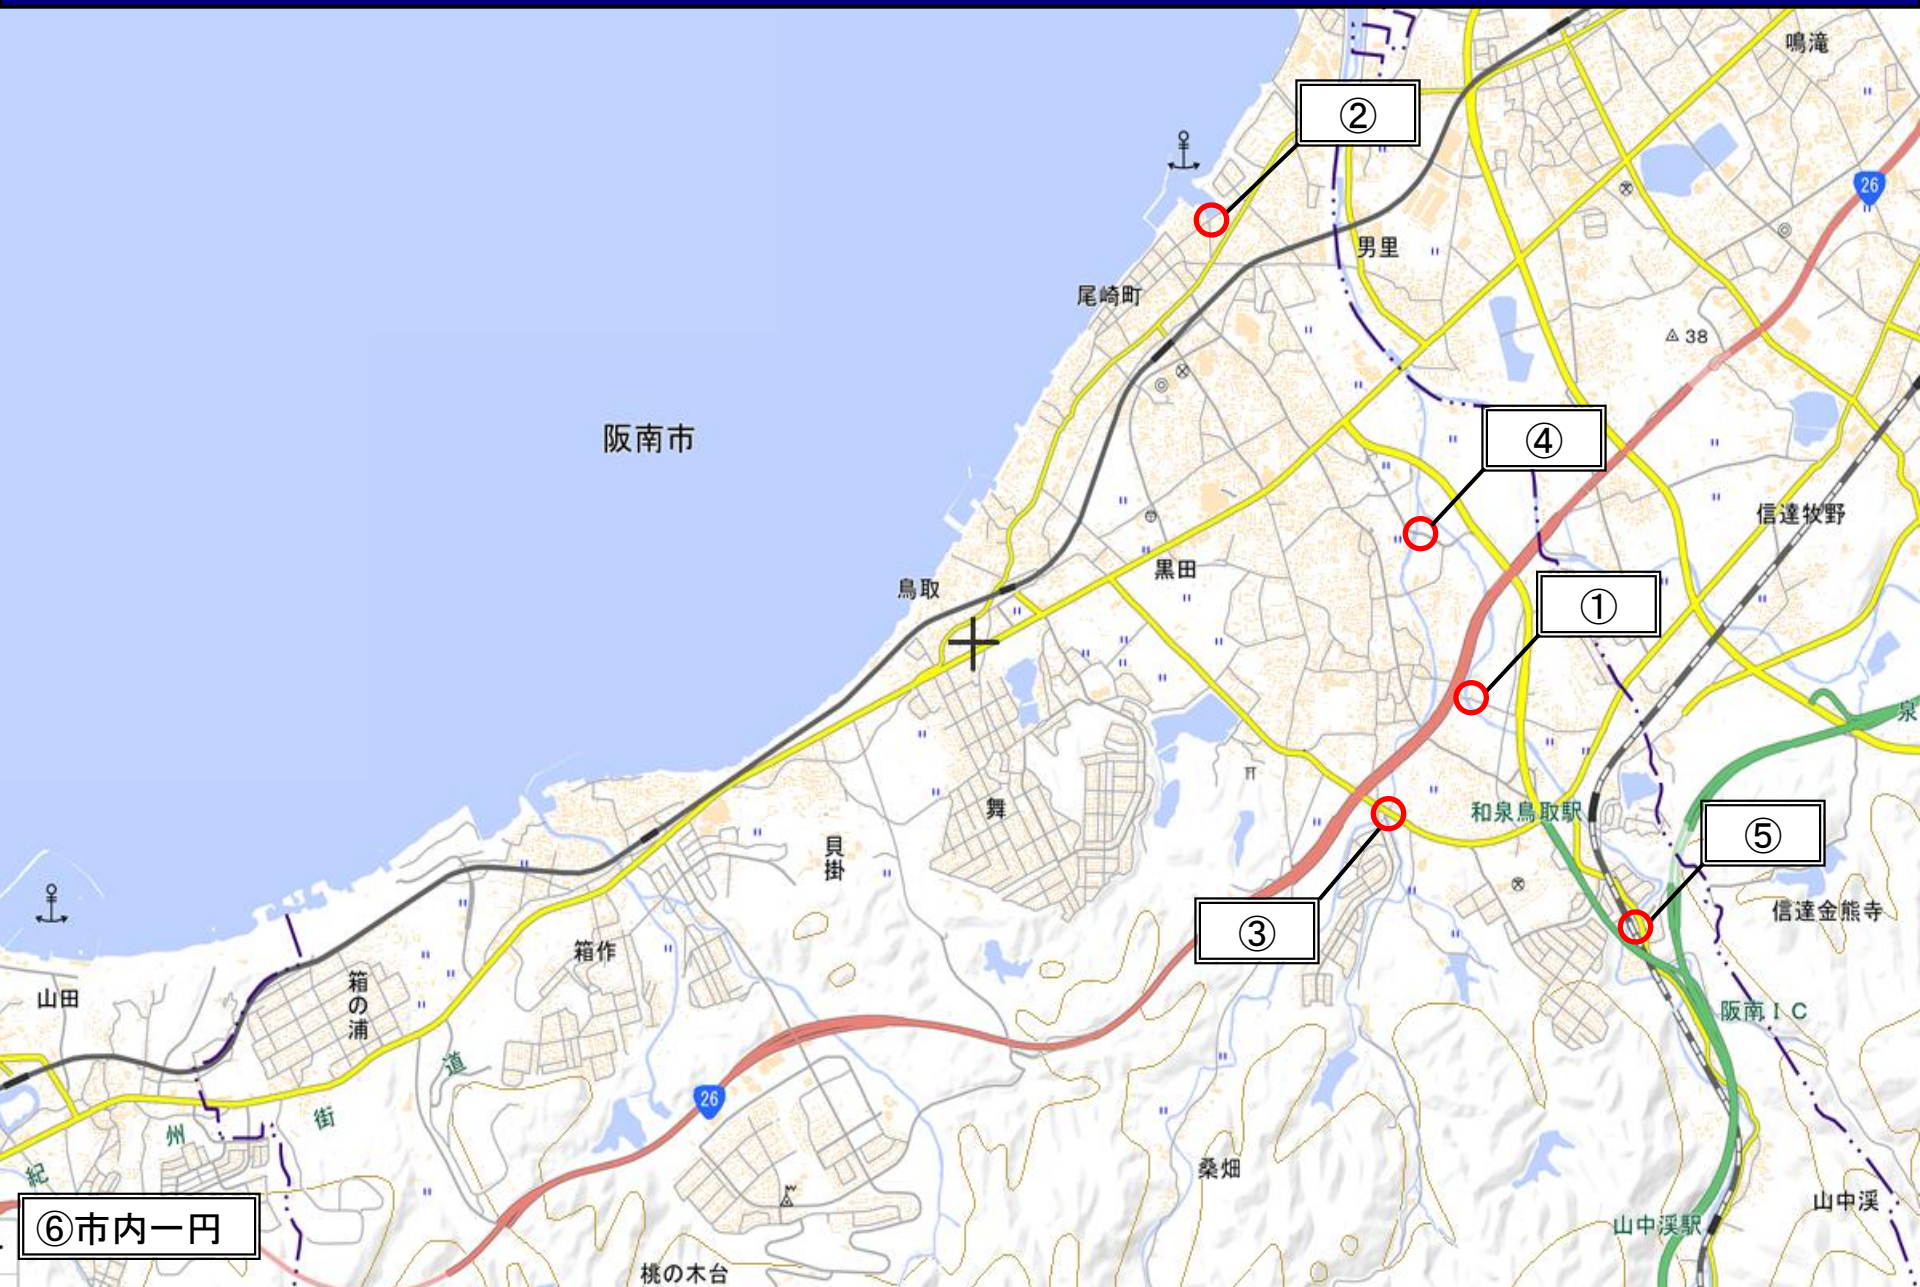 鳴滝
②
26
男里
尾崎町
38
阪南市
④
信達牧野
黒田
鳥取
①
泉
舞
和泉鳥取駅
⑤
貝掛
信達金熊寺
③
箱作
山田
箱の浦
阪南IC
道
26
街
州
紀
桑畑
山中渓
山中渓駅
⑥市内一円
桃の木台